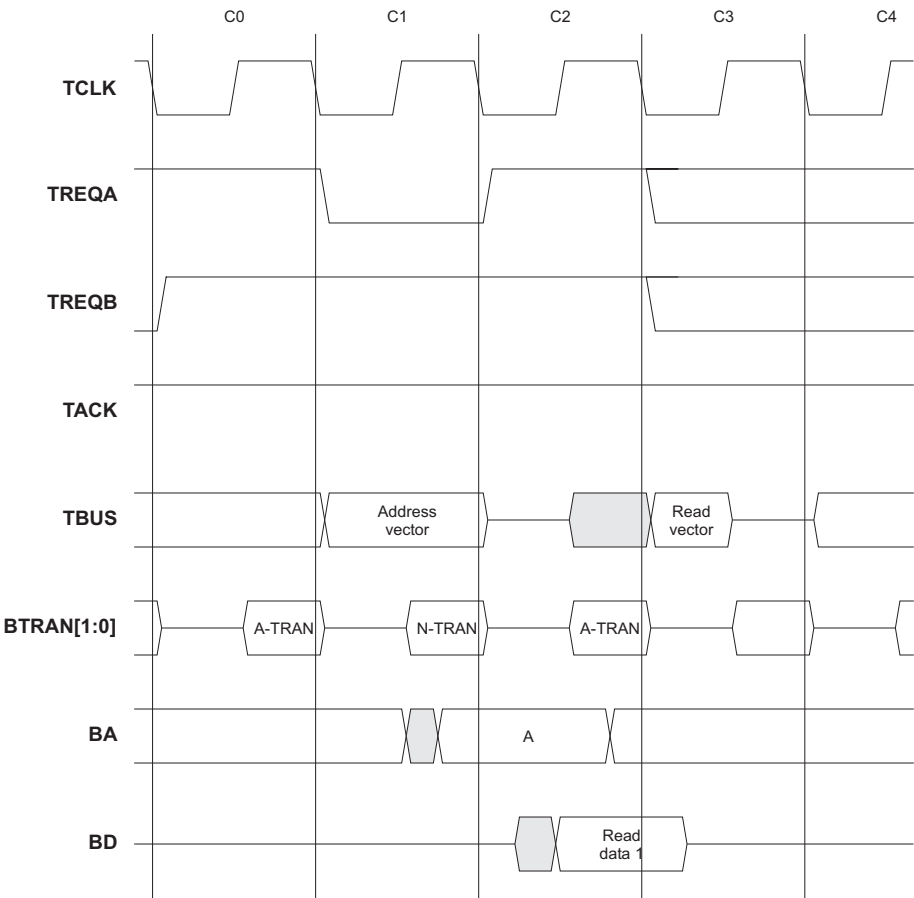 C0 C1 C2 C3 C4
TCLK
TREQA
TREQB
TACK
TBUS
Address
vector
Read
vector
BTRAN[1:0]
A-TRAN N-TRAN A-TRAN
BA
A
BD
Read
data 1